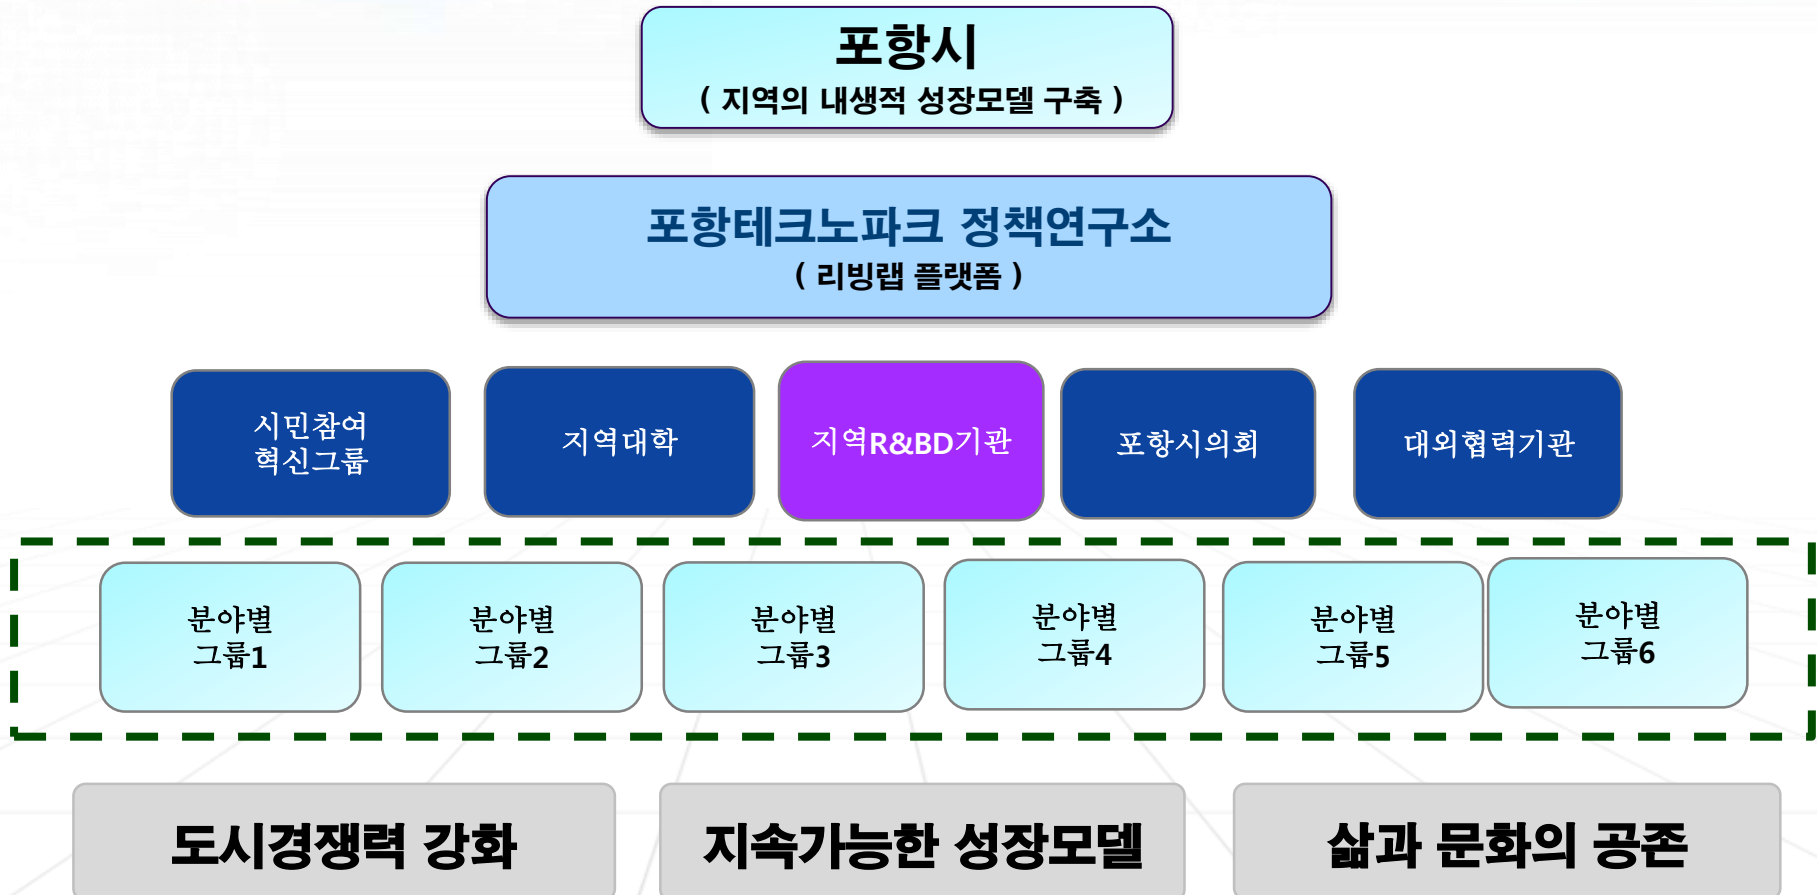 포항시
( 지역의 내생적 성장모델 구축 )
포항테크노파크 정책연구소
( 리빙랩 플랫폼 )
시민참여
혁신그룹
지역대학
지역R&BD기관
포항시의회
대외협력기관
분야별
그룹1
분야별
그룹2
분야별
그룹3
분야별
그룹4
분야별
그룹5
분야별
그룹6
도시경쟁력 강화
지속가능한 성장모델
삶과 문화의 공존